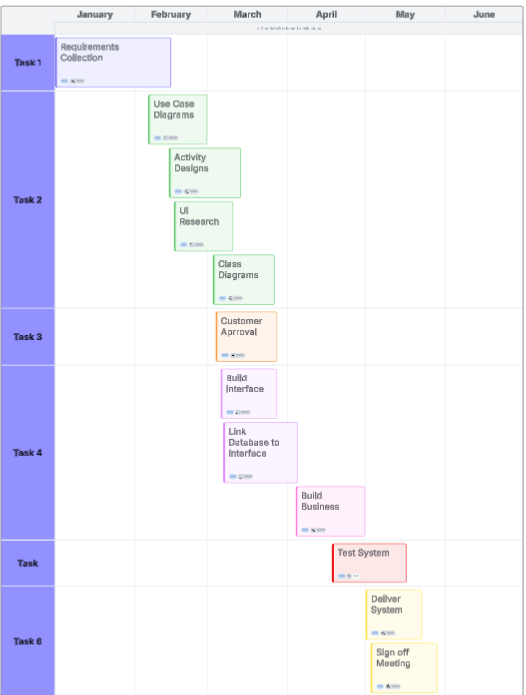 January February March April May June
Task 1
Requirements
Collection
Task 2
Use Case
Diagrams
Activity
Designs
UI
Research
Class
Diagrams
Task 3
Customer
Aprroval
Task 4
Build
Interface
Link
Database to
Interface
Build
Business
Task
Test System
Task 6
Deliver
System
Sign off
Meeting